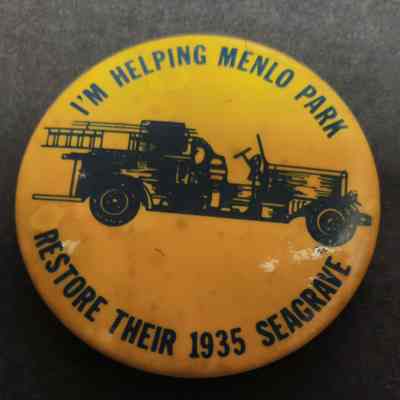 I'M HELPING MENLO PARK
RESTORE THEIR 1935 SEAGRAVE